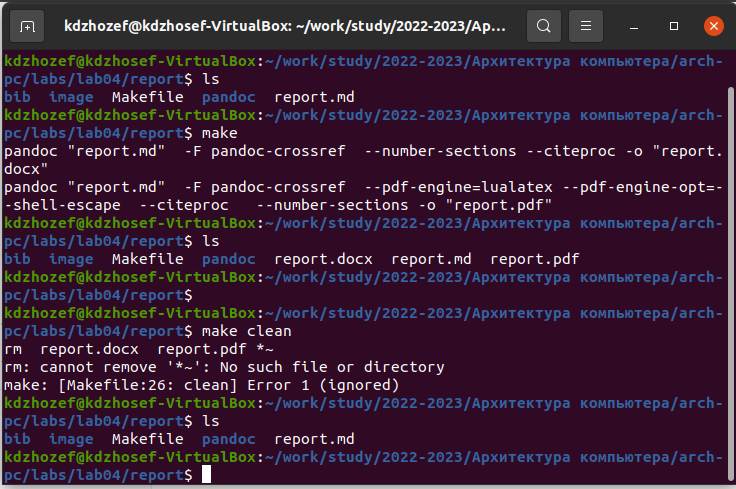 kdzhozef@kdzhosef-VirtualBox: ~/work/study/2022-2023/Ар...
kdzhozef@kdzhosef-VirtualBox:~/work/study/2022-2023/Архитектура компьютера/arch-
pc/labs/lab04/report$ ls
bib  image  Makefile  pandoc  report.md
kdzhozef@kdzhosef-VirtualBox:~/work/study/2022-2023/Архитектура компьютера/arch-
pc/labs/lab04/report$ make
pandoc "report.md"  -F pandoc-crossref  --number-sections --citeproc -o "report.
docx"
pandoc "report.md"  -F pandoc-crossref  --pdf-engine=lualatex --pdf-engine-opt=-
-shell-escape  --citeproc   --number-sections -o "report.pdf"
kdzhozef@kdzhosef-VirtualBox:~/work/study/2022-2023/Архитектура компьютера/arch-
pc/labs/lab04/report$ ls
bib  image  Makefile  pandoc  report.docx  report.md  report.pdf
kdzhozef@kdzhosef-VirtualBox:~/work/study/2022-2023/Архитектура компьютера/arch-
pc/labs/lab04/report$
kdzhozef@kdzhosef-VirtualBox:~/work/study/2022-2023/Архитектура компьютера/arch-
pc/labs/lab04/report$ make clean
rm  report.docx  report.pdf *~
rm: cannot remove '*~': No such file or directory
make: [Makefile:26: clean] Error 1 (ignored)
kdzhozef@kdzhosef-VirtualBox:~/work/study/2022-2023/Архитектура компьютера/arch-
pc/labs/lab04/report$ ls
bib  image  Makefile  pandoc  report.md
kdzhozef@kdzhosef-VirtualBox:~/work/study/2022-2023/Архитектура компьютера/arch-
pc/labs/lab04/report$